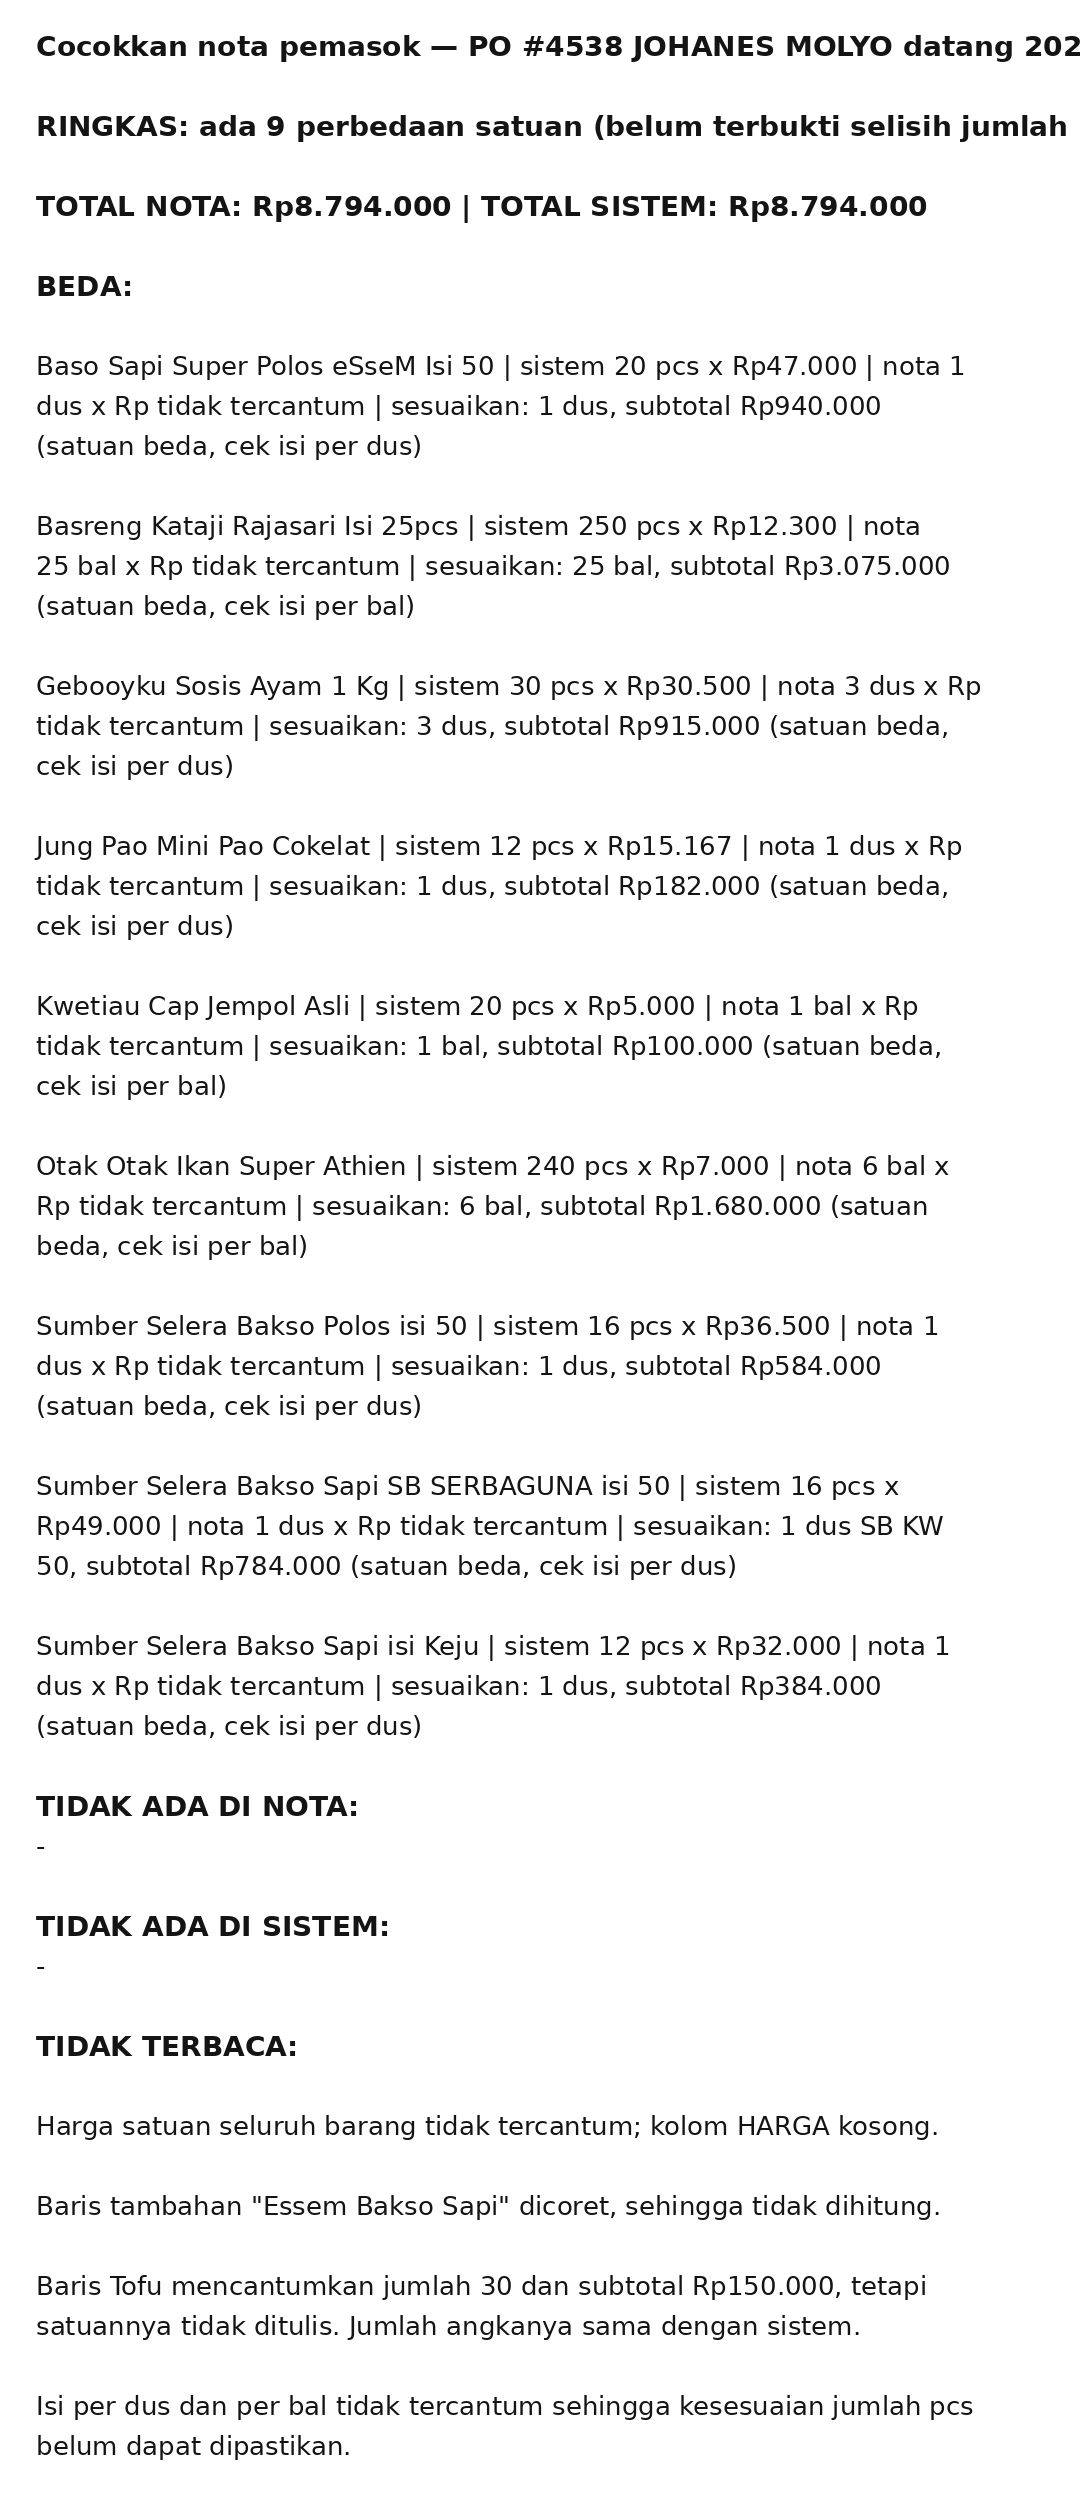 Cocokkan nota pemasok — PO #4538 JOHANES MOLYO datang 202
RINGKAS: ada 9 perbedaan satuan (belum terbukti selisih jumlah
TOTAL NOTA: Rp8.794.000 | TOTAL SISTEM: Rp8.794.000
BEDA:
Baso Sapi Super Polos eSseM Isi 50 | sistem 20 pcs x Rp47.000 | nota 1
dus x Rp tidak tercantum | sesuaikan: 1 dus, subtotal Rp940.000
(satuan beda, cek isi per dus)
Basreng Kataji Rajasari Isi 25pcs | sistem 250 pcs x Rp12.300 | nota
25 bal x Rp tidak tercantum | sesuaikan: 25 bal, subtotal Rp3.075.000
(satuan beda, cek isi per bal)
Gebooyku Sosis Ayam 1 Kg | sistem 30 pcs x Rp30.500 | nota 3 dus x Rp
tidak tercantum | sesuaikan: 3 dus, subtotal Rp915.000 (satuan beda,
cek isi per dus)
Jung Pao Mini Pao Cokelat | sistem 12 pcs x Rp15.167 | nota 1 dus x Rp
tidak tercantum | sesuaikan: 1 dus, subtotal Rp182.000 (satuan beda,
cek isi per dus)
Kwetiau Cap Jempol Asli | sistem 20 pcs x Rp5.000 | nota 1 bal x Rp
tidak tercantum | sesuaikan: 1 bal, subtotal Rp100.000 (satuan beda,
cek isi per bal)
Otak Otak Ikan Super Athien | sistem 240 pcs x Rp7.000 | nota 6 bal x
Rp tidak tercantum | sesuaikan: 6 bal, subtotal Rp1.680.000 (satuan
beda, cek isi per bal)
Sumber Selera Bakso Polos isi 50 | sistem 16 pcs x Rp36.500 | nota 1
dus x Rp tidak tercantum | sesuaikan: 1 dus, subtotal Rp584.000
(satuan beda, cek isi per dus)
Sumber Selera Bakso Sapi SB SERBAGUNA isi 50 | sistem 16 pcs x
Rp49.000 | nota 1 dus x Rp tidak tercantum | sesuaikan: 1 dus SB KW
50, subtotal Rp784.000 (satuan beda, cek isi per dus)
Sumber Selera Bakso Sapi isi Keju | sistem 12 pcs x Rp32.000 | nota 1
dus x Rp tidak tercantum | sesuaikan: 1 dus, subtotal Rp384.000
(satuan beda, cek isi per dus)
TIDAK ADA DI NOTA:
-
TIDAK ADA DI SISTEM:
-
TIDAK TERBACA:
Harga satuan seluruh barang tidak tercantum; kolom HARGA kosong.
Baris tambahan "Essem Bakso Sapi" dicoret, sehingga tidak dihitung.
Baris Tofu mencantumkan jumlah 30 dan subtotal Rp150.000, tetapi
satuannya tidak ditulis. Jumlah angkanya sama dengan sistem.
Isi per dus dan per bal tidak tercantum sehingga kesesuaian jumlah pcs
belum dapat dipastikan.